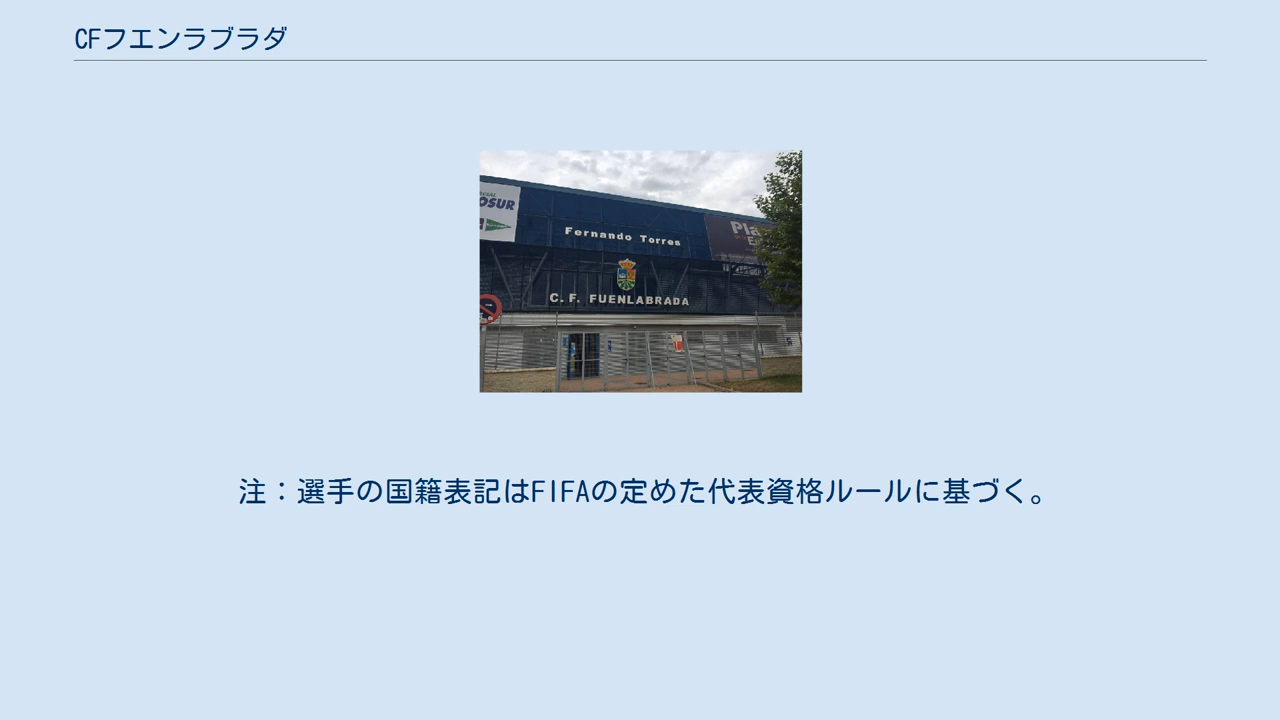 CFフエンラブラダ
OSUR
Fernando Torres
C.F. FUENLABRADA
注：選手の国籍表記はFIFAの定めた代表資格ルールに基づく。